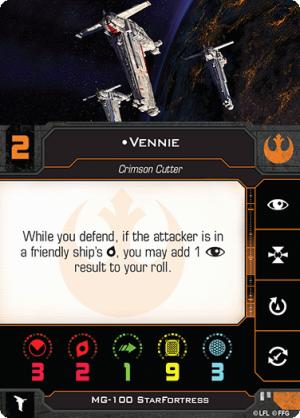 2
•Vennie
Crimson Cutter
While you defend, if the attacker is in
a friendly ship's , you may add 1
result to your roll.
3 2 1 9 3
MG-100 StarFortress
©LFL ©FFG